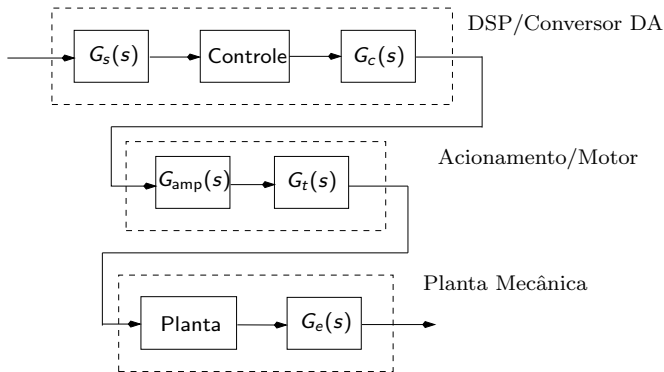 DSP/Conversor DA
G_s(s) Controle G_c(s)
Acionamento/Motor
G_amp(s) G_t(s)
Planta Mecânica
Planta G_e(s)